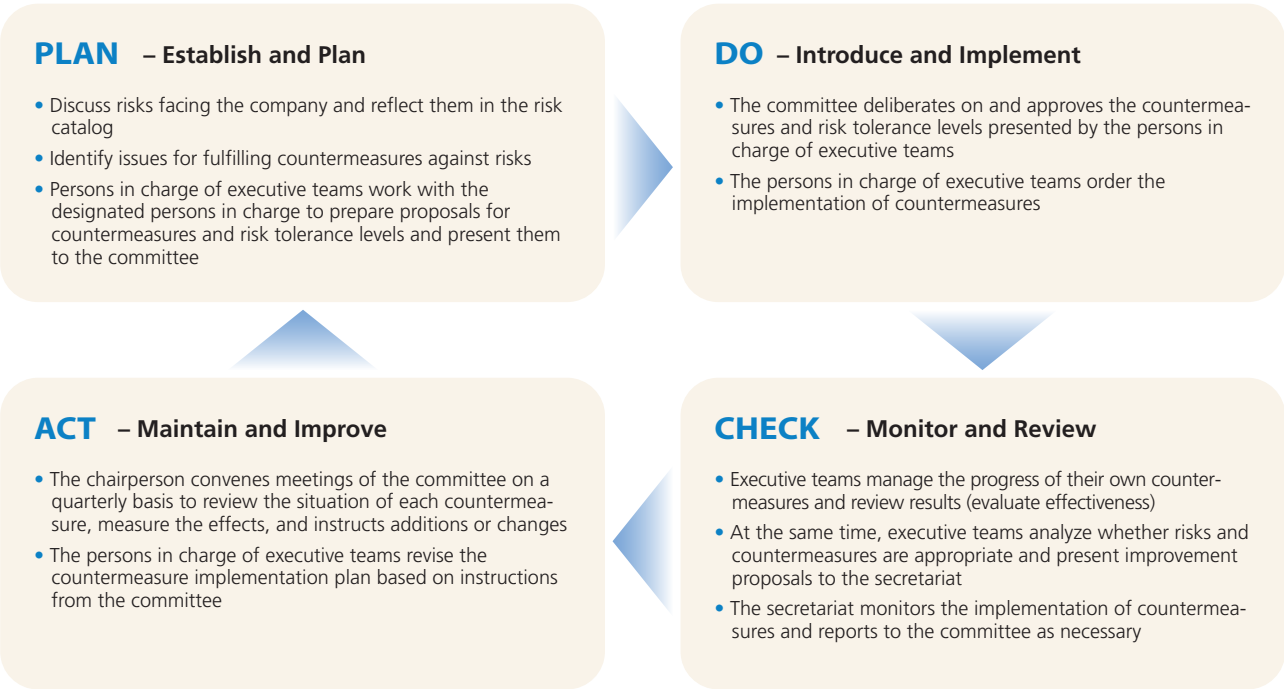 PLAN – Establish and Plan
• Discuss risks facing the company and reflect them in the risk
catalog
• Identify issues for fulfilling countermeasures against risks
• Persons in charge of executive teams work with the
designated persons in charge to prepare proposals for
countermeasures and risk tolerance levels and present them
to the committee
DO – Introduce and Implement
• The committee deliberates on and approves the countermea-
sures and risk tolerance levels presented by the persons in
charge of executive teams
• The persons in charge of executive teams order the
implementation of countermeasures
ACT – Maintain and Improve
• The chairperson convenes meetings of the committee on a
quarterly basis to review the situation of each countermea-
sure, measure the effects, and instructs additions or changes
• The persons in charge of executive teams revise the
countermeasure implementation plan based on instructions
from the committee
CHECK – Monitor and Review
• Executive teams manage the progress of their own counter-
measures and review results (evaluate effectiveness)
• At the same time, executive teams analyze whether risks and
countermeasures are appropriate and present improvement
proposals to the secretariat
• The secretariat monitors the implementation of countermea-
sures and reports to the committee as necessary